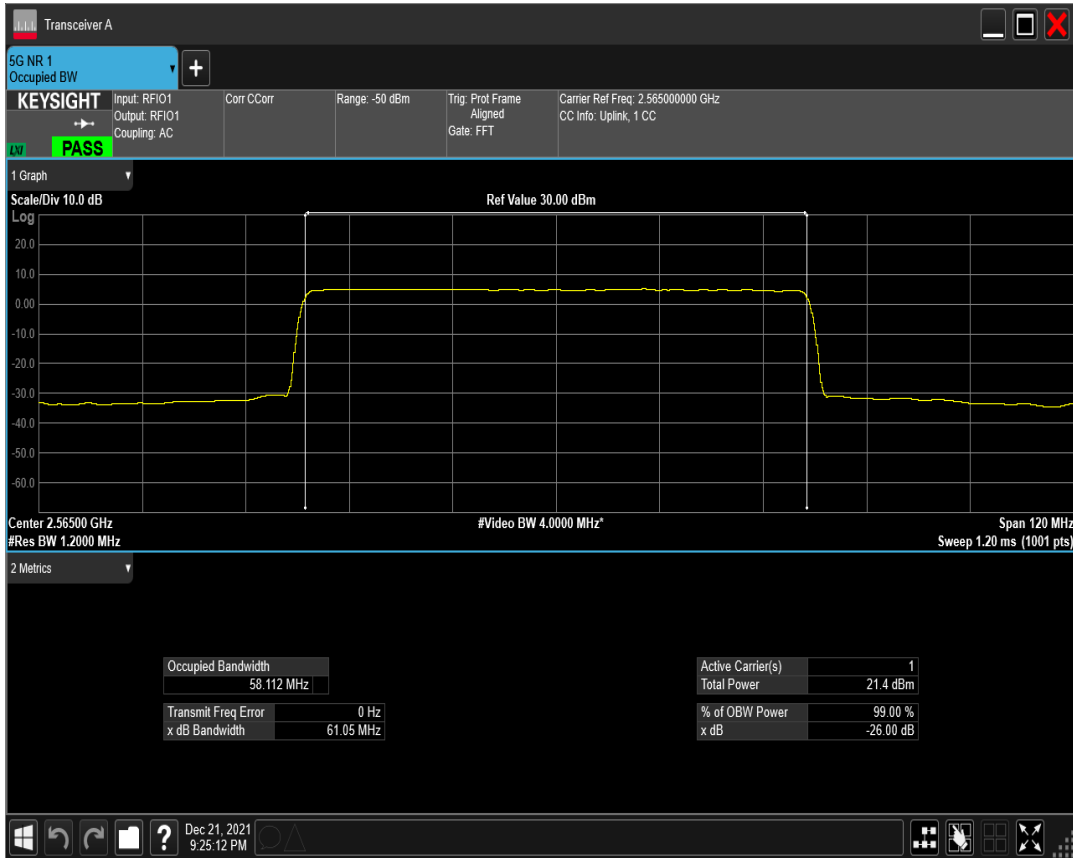 Transceiver A
5G NR 1
Occupied BW
+
KEYSIGHT
Input: RFIO1
Output: RFIO1
Coupling: AC
Corr CCorr
Range: -50 dBm
Trig: Prot Frame
Aligned
Gate: FFT
Carrier Ref Freq: 2.565000000 GHz
CC Info: Uplink, 1 CC
LXI
PASS
1 Graph
Scale/Div 10.0 dB
Ref Value 30.00 dBm
Log
20.0
10.0
0.00
-10.0
-20.0
-30.0
-40.0
-50.0
-60.0
Center 2.56500 GHz
#Video BW 4.0000 MHz*
Span 120 MHz
#Res BW 1.2000 MHz
Sweep 1.20 ms (1001 pts)
2 Metrics
Occupied Bandwidth
58.112 MHz
Transmit Freq Error 0 Hz
x dB Bandwidth 61.05 MHz
Active Carrier(s) 1
Total Power 21.4 dBm
% of OBW Power 99.00 %
x dB -26.00 dB
?
Dec 21, 2021
9:25:12 PM